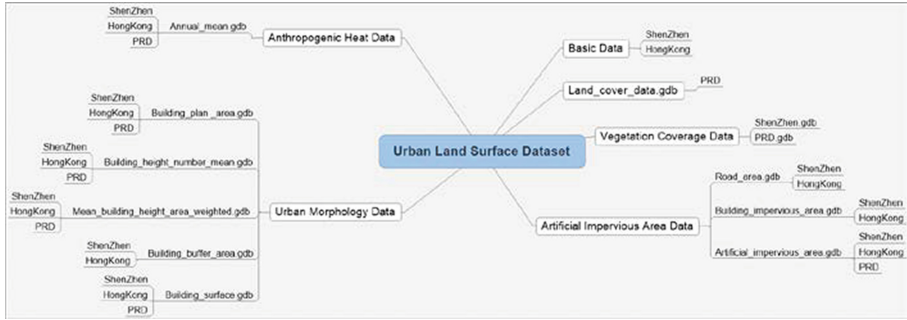 Urban Land Surface Dataset
Anthropogenic Heat Data
Annual_mean.gdb
ShenZhen
HongKong
PRD
Urban Morphology Data
Building_plan _area.gdb
ShenZhen
HongKong
PRD
Building_height_number_mean.gdb
ShenZhen
HongKong
PRD
Mean_building_height_area_weighted.gdb
ShenZhen
HongKong
PRD
Building_buffer_area.gdb
ShenZhen
HongKong
Building_surface.gdb
ShenZhen
HongKong
PRD
Basic Data
ShenZhen
HongKong
Land_cover_data.gdb
PRD
Vegetation Coverage Data
ShenZhen.gdb
PRD.gdb
Artificial Impervious Area Data
Road_area.gdb
ShenZhen
HongKong
Building_impervious_area.gdb
ShenZhen
HongKong
Artificial_impervious_area.gdb
ShenZhen
HongKong
PRD